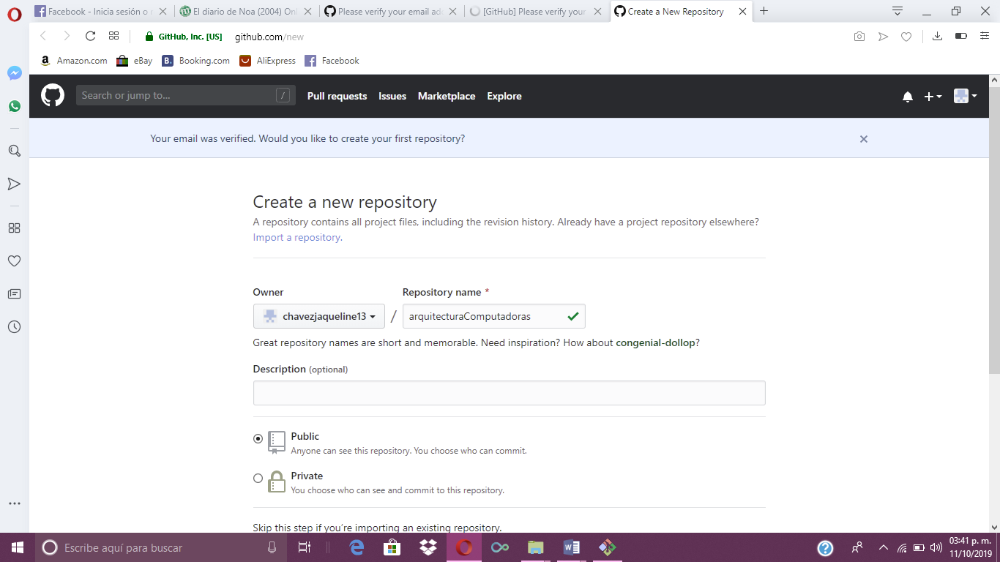 Facebook - Inicia sesión o r
El diario de Noa (2004) Onl
Please verify your email ad
[GitHub] Please verify your
Create a New Repository
GitHub, Inc. [US]
github.com/new
Amazon.com
eBay
B. Booking.com
AliExpress
Facebook
Search or jump to...
/
Pull requests
Issues
Marketplace
Explore
Your email was verified. Would you like to create your first repository?
Create a new repository
A repository contains all project files, including the revision history. Already have a project repository elsewhere?
Import a repository.
Owner
Repository name *
chavezjaqueline13
/
arquitecturaComputadoras
Great repository names are short and memorable. Need inspiration? How about congenial-dollop?
Description (optional)
Public
Anyone can see this repository. You choose who can commit.
Private
You choose who can see and commit to this repository.
Skip this step if you're importing an existing repository.
Escribe aquí para buscar
03:41 p. m.
11/10/2019